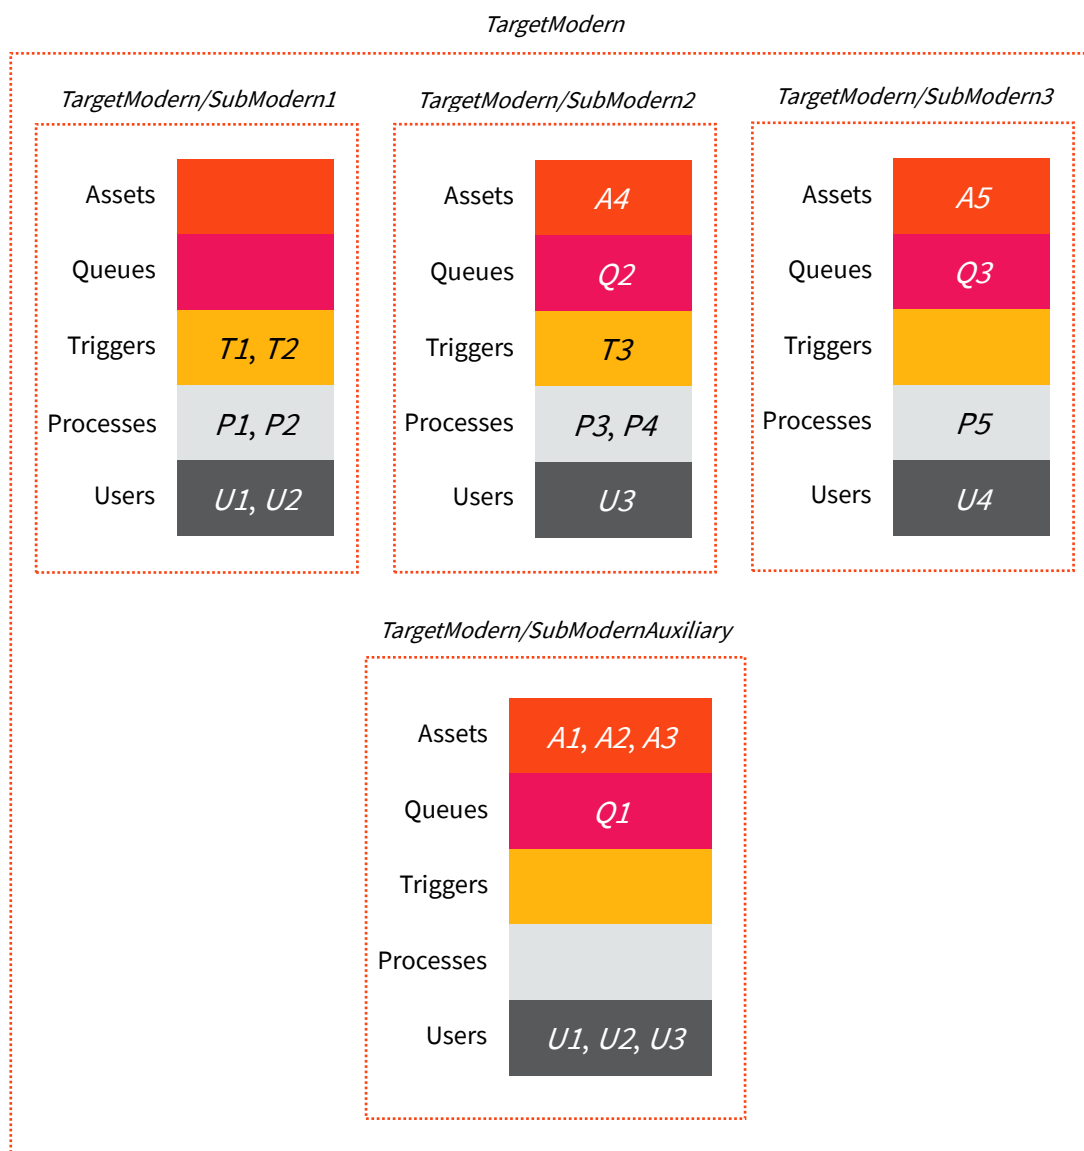 TargetModern
TargetModern/SubModern1
Assets
Queues
Triggers T1, T2
Processes P1, P2
Users U1, U2
TargetModern/SubModern2
Assets A4
Queues Q2
Triggers T3
Processes P3, P4
Users U3
TargetModern/SubModern3
Assets A5
Queues Q3
Triggers
Processes P5
Users U4
TargetModern/SubModernAuxiliary
Assets A1, A2, A3
Queues Q1
Triggers
Processes
Users U1, U2, U3